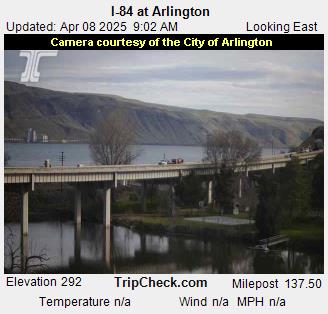 I-84 at Arlington
Updated: Apr 08 2025 9:02 AM Looking East
Camera courtesy of the City of Arlington
Elevation 292 TripCheck.com Milepost 137.50
Temperature n/a Wind n/a MPH n/a